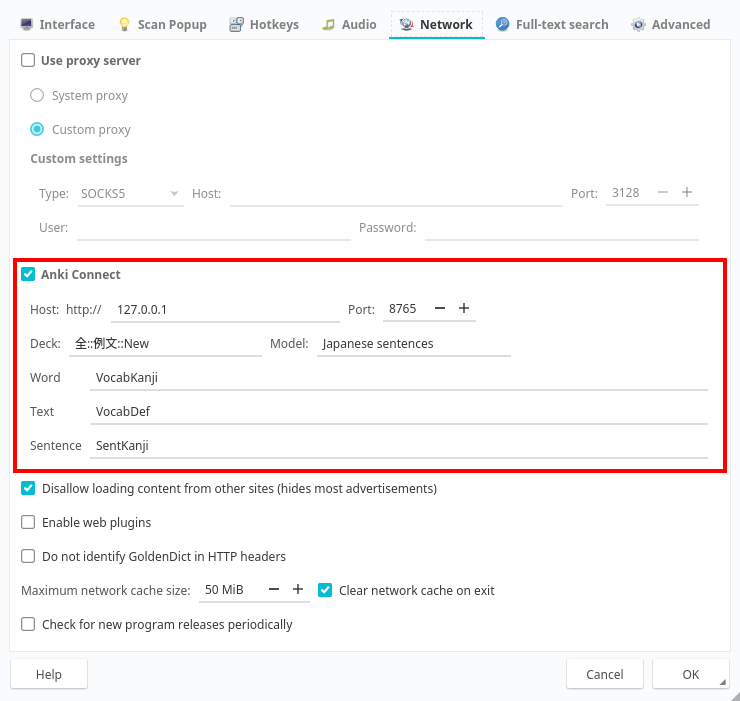 Interface Scan Popup Hotkeys Audio Network Full-text search Advanced
Use proxy server
System proxy
Custom proxy
Custom settings
Type: SOCKS5 Host: Port: 3128
User: Password:
Anki Connect
Host: http:// 127.0.0.1 Port: 8765
Deck: 全::例文::New Model: Japanese sentences
Word VocabKanji
Text VocabDef
Sentence SentKanji
Disallow loading content from other sites (hides most advertisements)
Enable web plugins
Do not identify GoldenDict in HTTP headers
Maximum network cache size: 50 MiB Clear network cache on exit
Check for new program releases periodically
Help Cancel OK